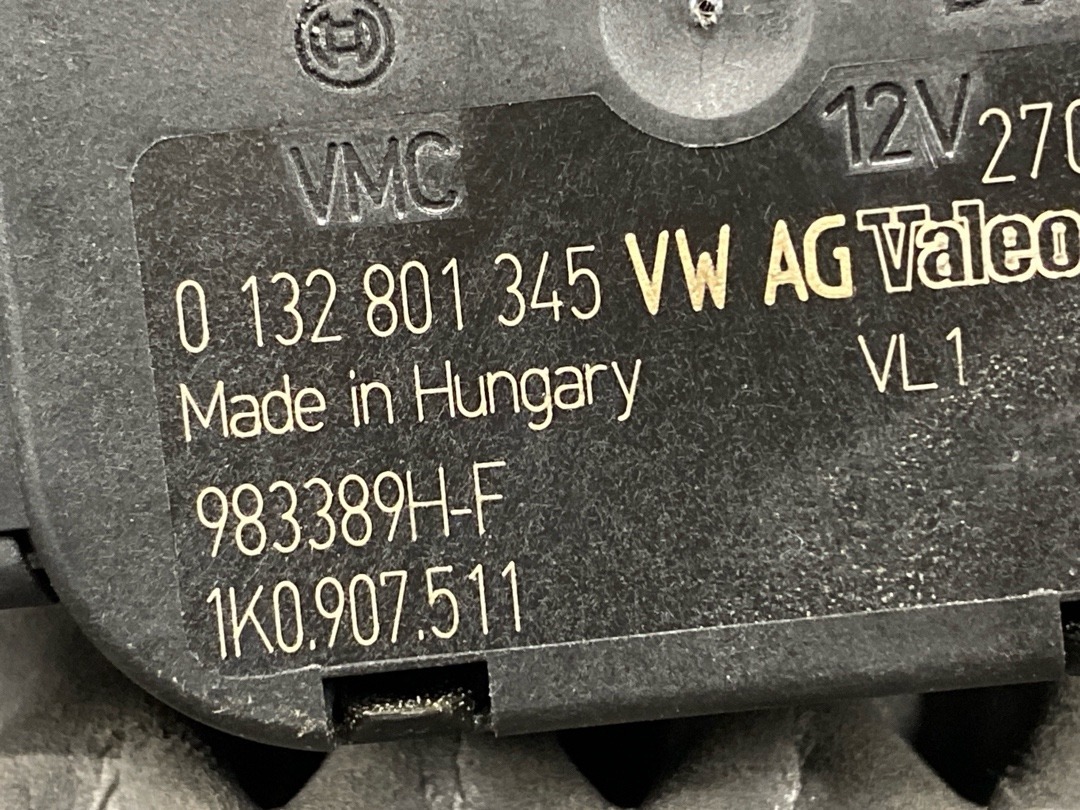 VMC
12V
270
0 132 801 345 VW AG Valeo
Made in Hungary
VL 1
983389H-F
1K0.907.511